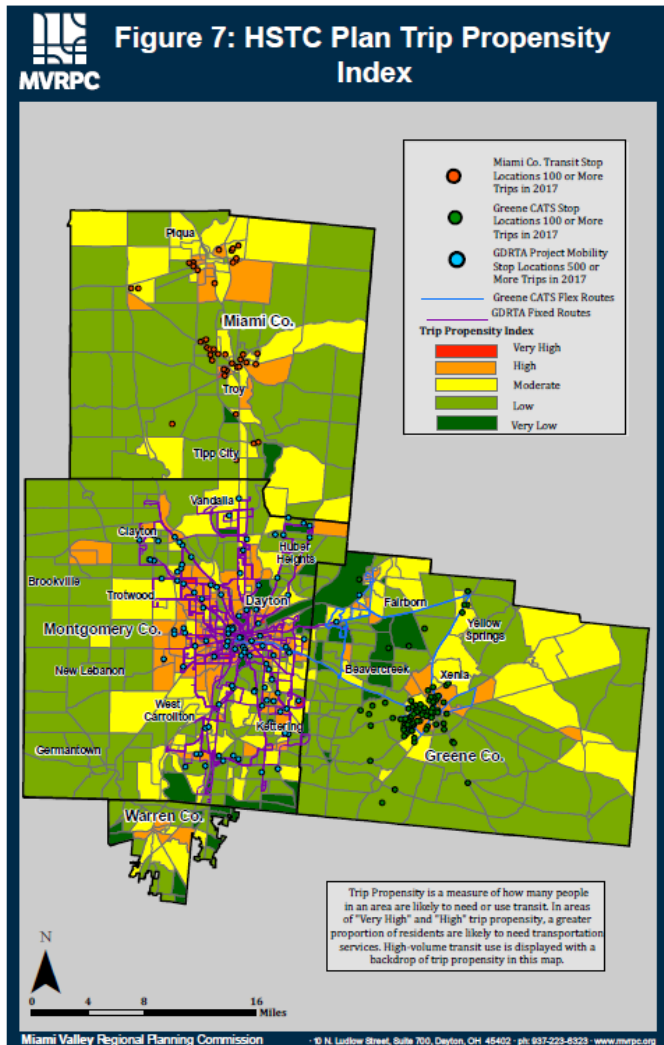 MVRPC
Figure 7: HSTC Plan Trip Propensity
Index
Miami Co. Transit Stop
Locations 100 or More
Trips in 2017
Greene CATS Stop
Locations 100 or More
Trips in 2017
GDRTA Project Mobility
Stop Locations 500 or
More Trips in 2017
Greene CATS Flex Routes
GDRTA Fixed Routes
Trip Propensity Index
Very High
High
Moderate
Low
Very Low
Piqua
Miami Co.
Troy
Tipp City
Vandalia
Clayton
Huber
Heights
Brookville
Trotwood
Dayton
Fairborn
Yellow
Springs
Montgomery Co.
Beavercreek
Xenia
New Lebanon
West
Carrollton
Kettering
Germantown
Greene Co.
Warren Co.
Trip Propensity is a measure of how many people
in an area are likely to need or use transit. In areas
of "Very High" and "High" trip propensity, a greater
proportion of residents are likely to need transportation
services. High-volume transit use is displayed with a
backdrop of trip propensity in this map.
N
0 4 8 16
Miles
Miami Valley Regional Planning Commission · 10 N. Ludlow Street, Suite 700, Dayton, OH 45402 · ph: 937-223-6323 · www.mvrpc.org